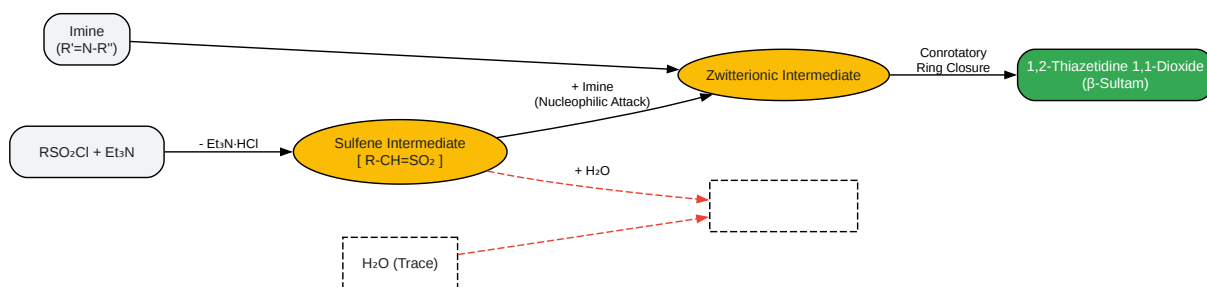 Imine
(R'=N-R'')
RSO₂Cl + Et₃N
- Et₃N·HCl
Sulfene Intermediate
[ R-CH=SO₂ ]
+ Imine
(Nucleophilic Attack)
+ H₂O
H₂O (Trace)
Zwitterionic Intermediate
Conrotatory
Ring Closure
1,2-Thiazetidine 1,1-Dioxide
(β-Sultam)